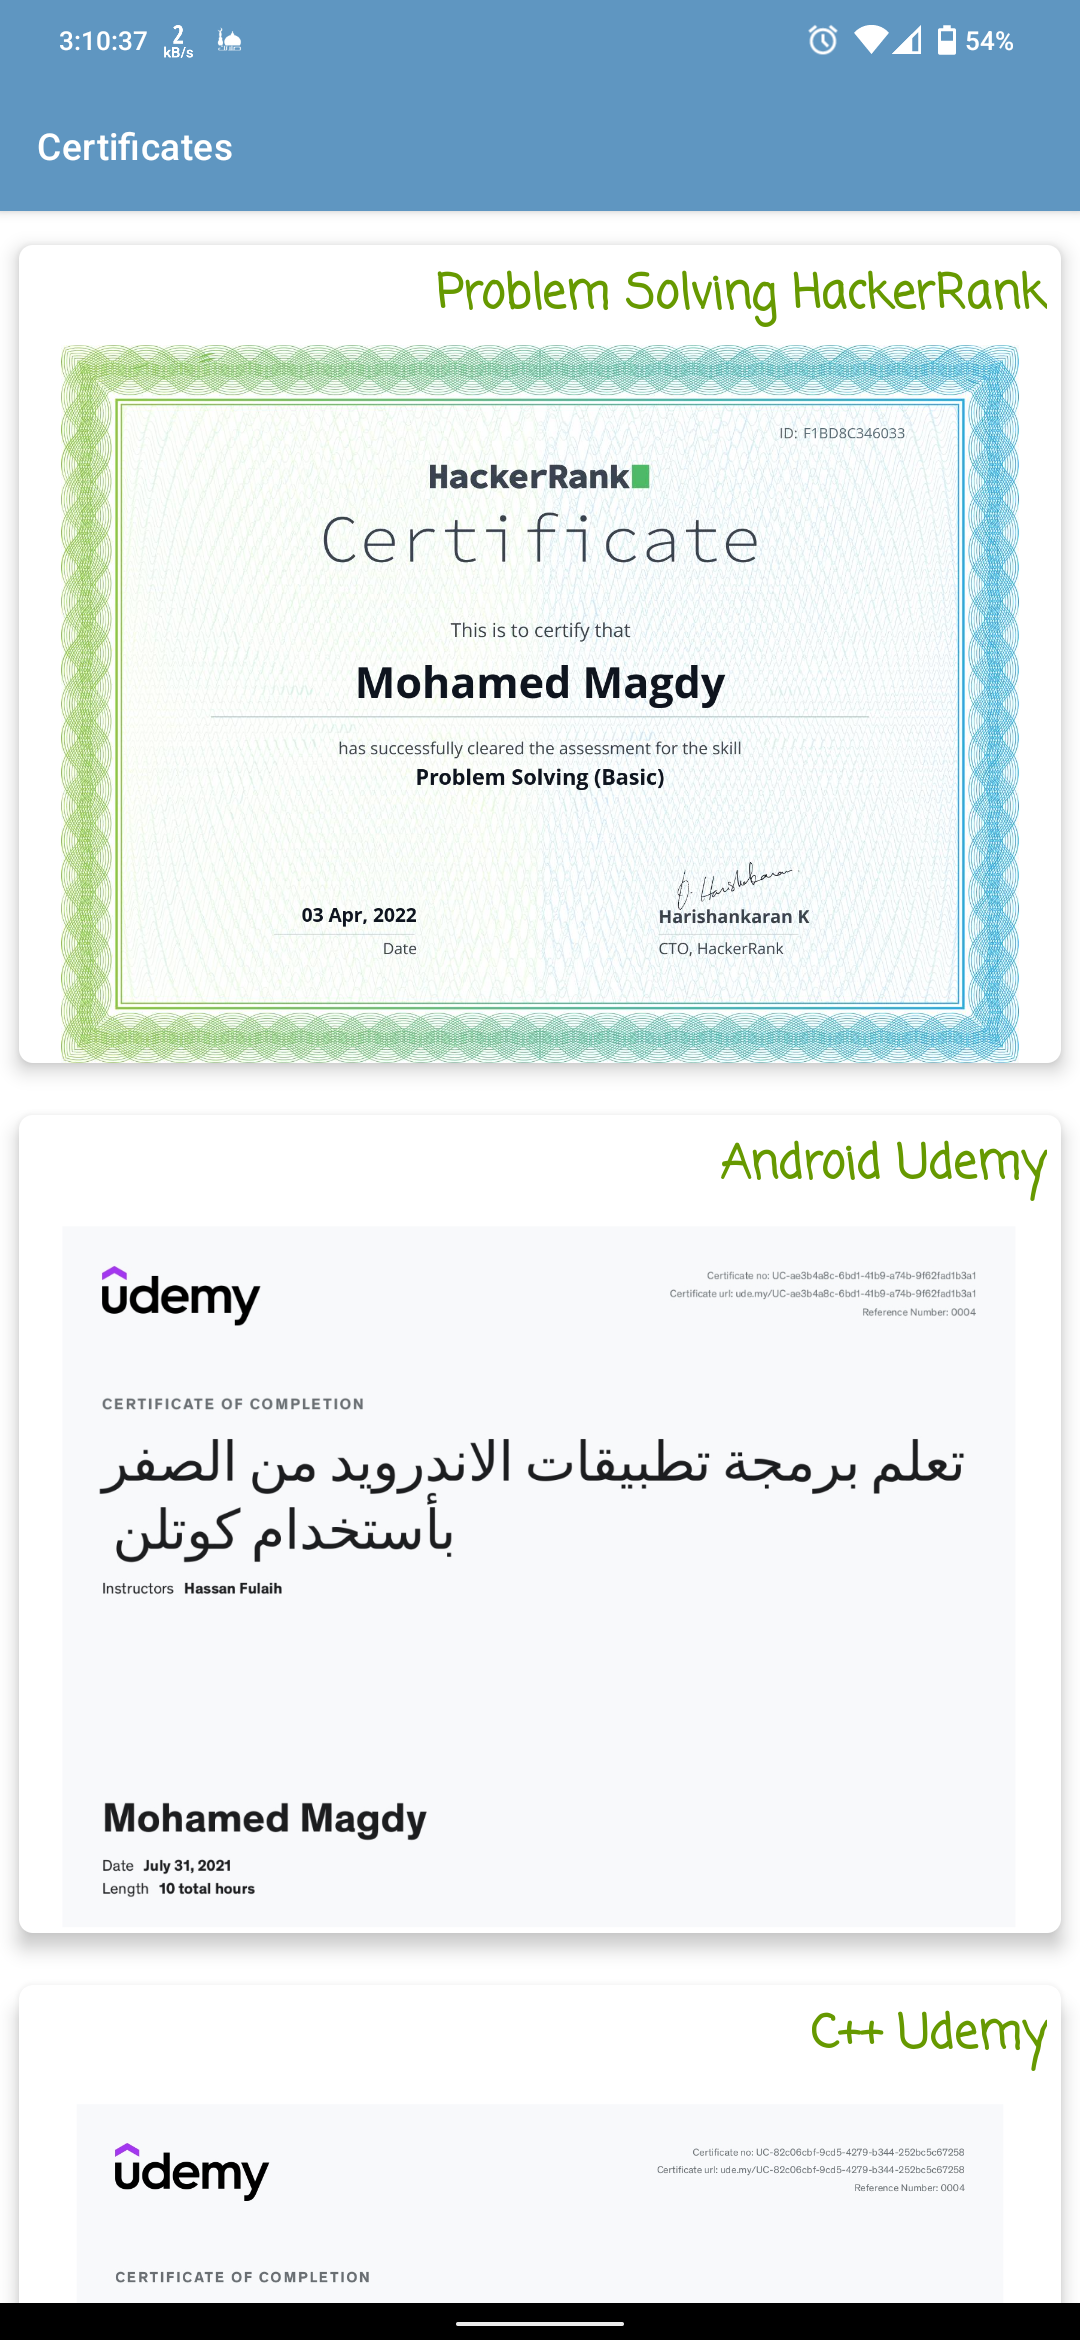 3:10:37 2 kB/s 54%
Certificates
Problem Solving HackerRank
ID: F1BD8C346033
HackerRank
Certificate
This is to certify that
Mohamed Magdy
has successfully cleared the assessment for the skill
Problem Solving (Basic)
03 Apr, 2022
Date
Harishankaran K
CTO, HackerRank
Android Udemy
udemy
Certificate no: UC-ae3b4a8c-6bd1-41b9-a74b-9f62fad1b3a1
Certificate url: ude.my/UC-ae3b4a8c-6bd1-41b9-a74b-9f62fad1b3a1
Reference Number: 0004
CERTIFICATE OF COMPLETION
تعلم برمجة تطبيقات الاندرويد من الصفر
بأستخدام كوتلن
Instructors Hassan Fulaih
Mohamed Magdy
Date July 31, 2021
Length 10 total hours
C++ Udemy
udemy
Certificate no: UC-82c06cbf-9cd5-4279-b344-252bc5c67258
Certificate url: ude.my/UC-82c06cbf-9cd5-4279-b344-252bc5c67258
Reference Number: 0004
CERTIFICATE OF COMPLETION